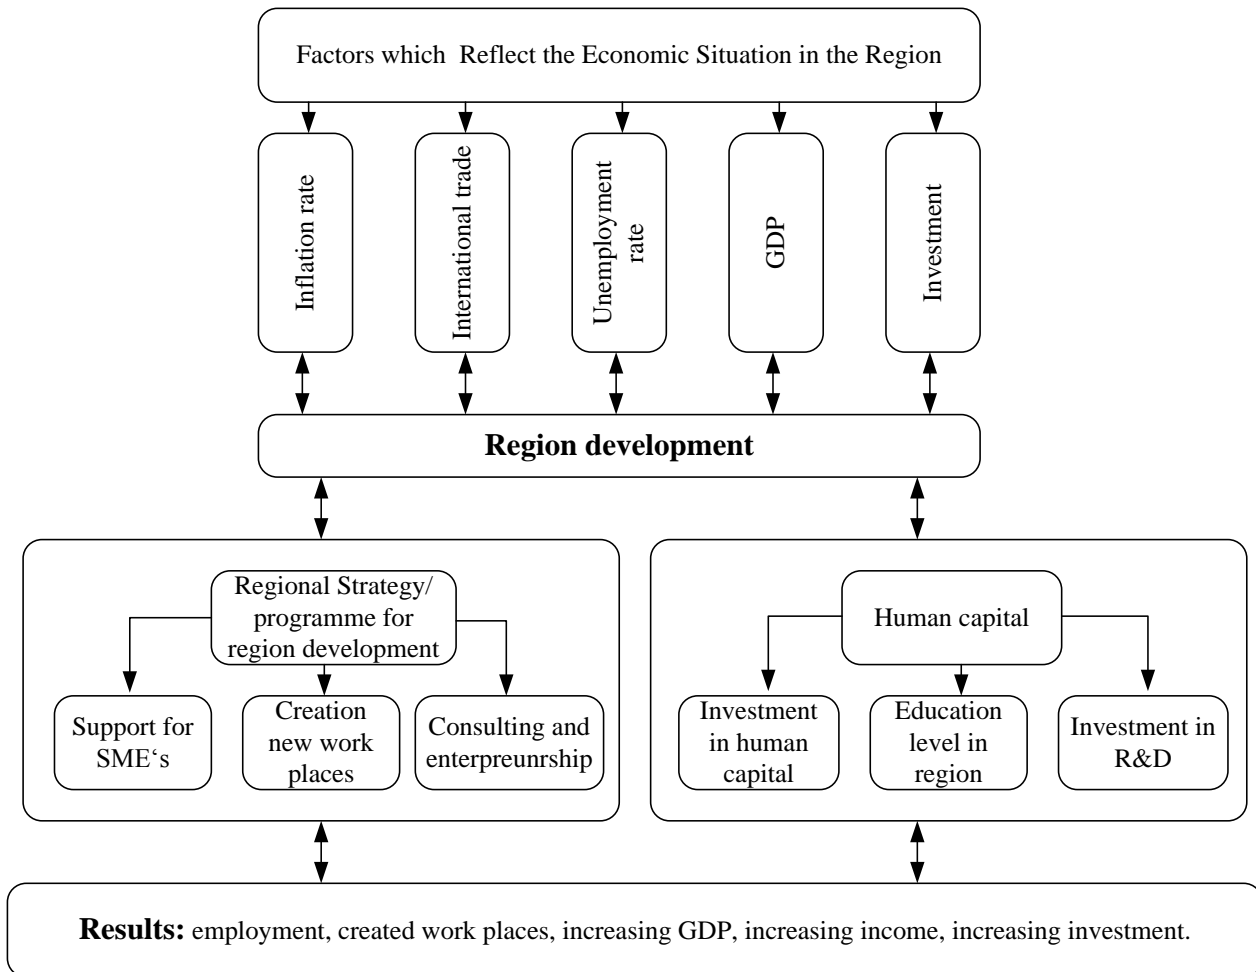 Factors which  Reflect the Economic Situation in the Region
Inflation rate
International trade
Unemployment
rate
GDP
Investment
Region development
Regional Strategy/
programme for
region development
Support for
SME‘s
Creation
new work
places
Consulting and
enterpreunrship
Human capital
Investment
in human
capital
Education
level in
region
Investment in
R&D
Results: employment, created work places, increasing GDP, increasing income, increasing investment.